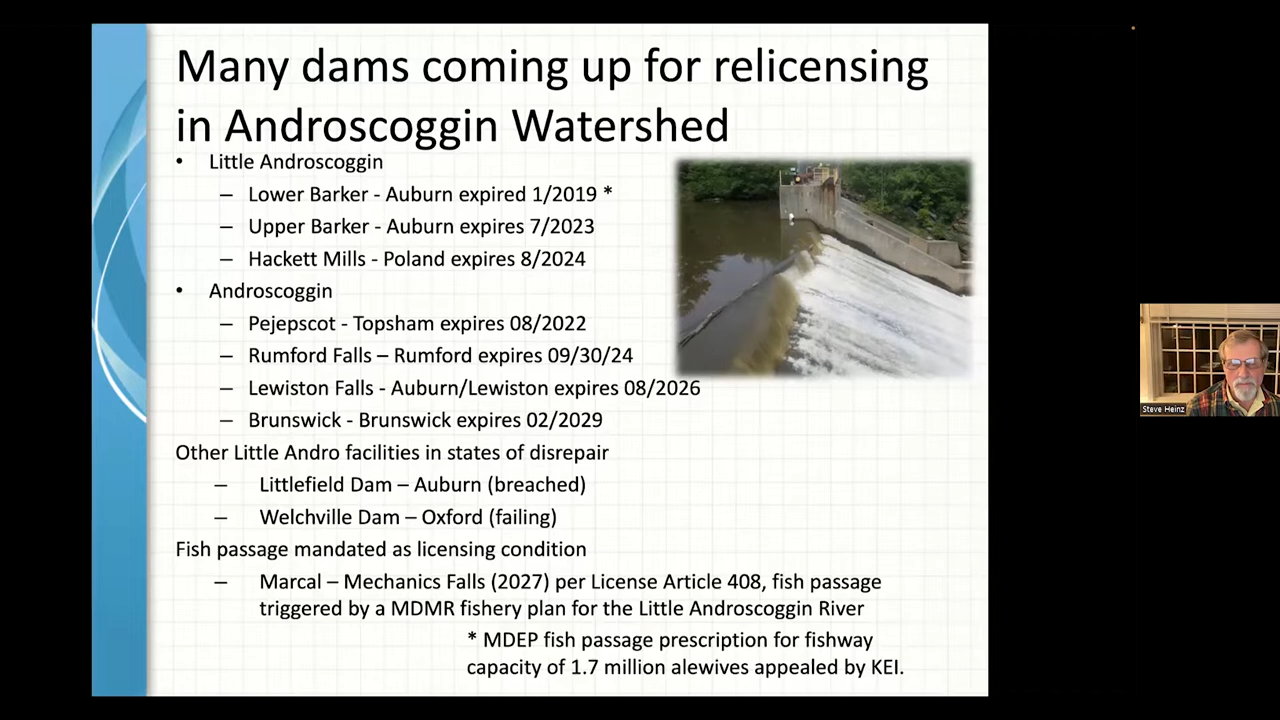 Many dams coming up for relicensing
in Androscoggin Watershed
• Little Androscoggin
– Lower Barker - Auburn expired 1/2019 *
– Upper Barker - Auburn expires 7/2023
– Hackett Mills - Poland expires 8/2024
• Androscoggin
– Pejepscot - Topsham expires 08/2022
– Rumford Falls – Rumford expires 09/30/24
– Lewiston Falls - Auburn/Lewiston expires 08/2026
– Brunswick - Brunswick expires 02/2029
Other Little Andro facilities in states of disrepair
– Littlefield Dam – Auburn (breached)
– Welchville Dam – Oxford (failing)
Fish passage mandated as licensing condition
– Marcal – Mechanics Falls (2027) per License Article 408, fish passage
triggered by a MDMR fishery plan for the Little Androscoggin River
* MDEP fish passage prescription for fishway
capacity of 1.7 million alewives appealed by KEI.
Steve Heinz